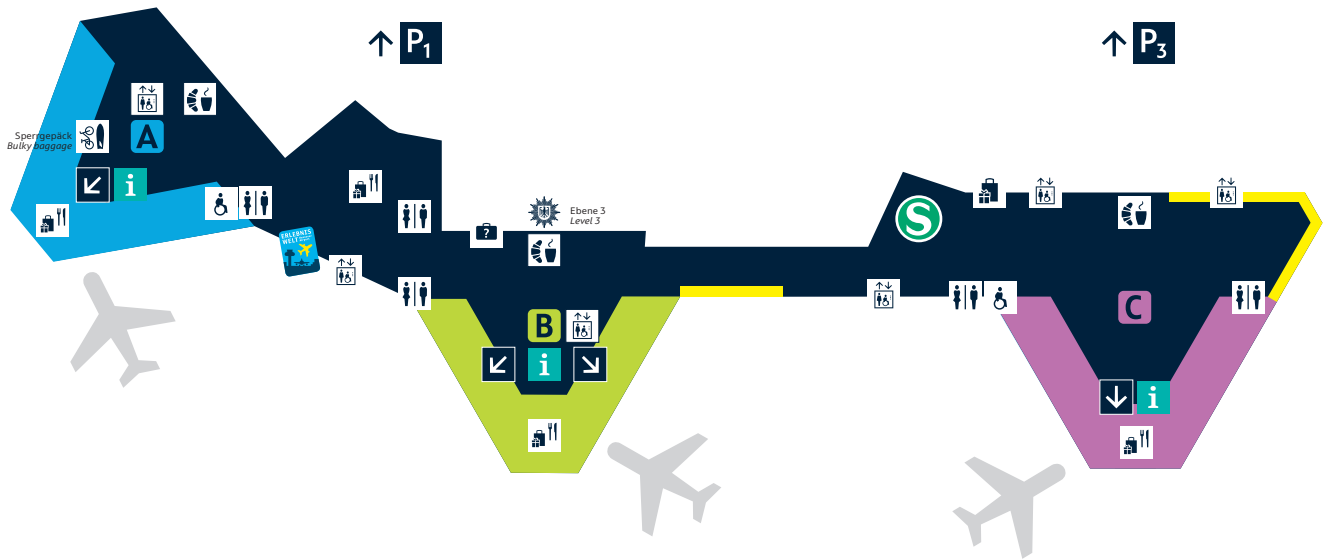 P1
P3
Sperrgepäck
Bulky baggage
A
i
ERLEBNIS
WELT
?
Ebene 3
Level 3
S
B
i
C
i